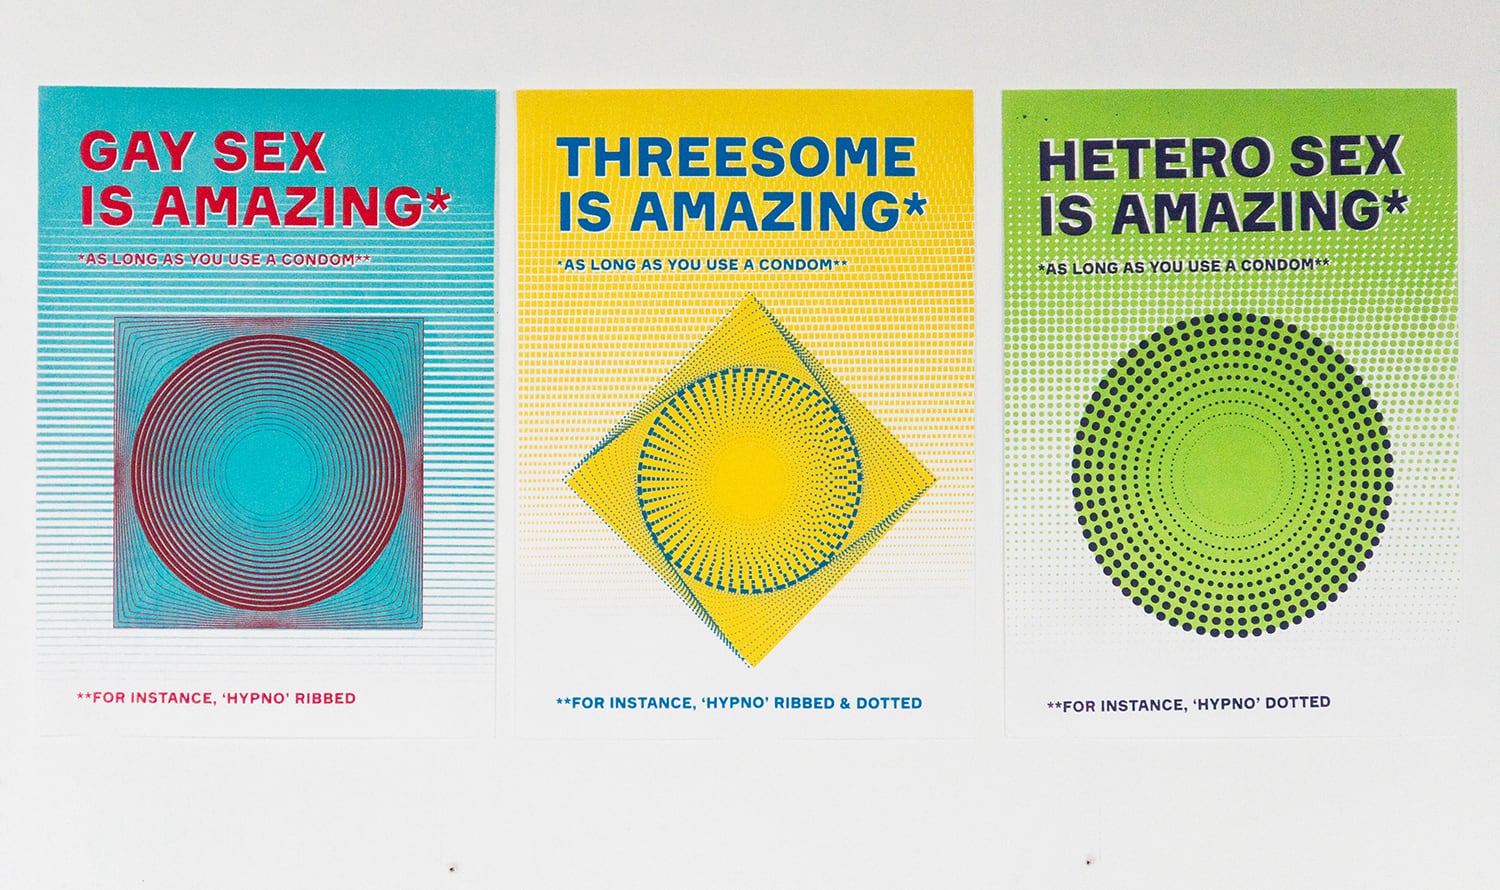 GAY SEX
IS AMAZING*
*AS LONG AS YOU USE A CONDOM**
**FOR INSTANCE, ‘HYPNO’ RIBBED
THREESOME
IS AMAZING*
*AS LONG AS YOU USE A CONDOM**
**FOR INSTANCE, ‘HYPNO’ RIBBED & DOTTED
HETERO SEX
IS AMAZING*
*AS LONG AS YOU USE A CONDOM**
**FOR INSTANCE, ‘HYPNO’ DOTTED